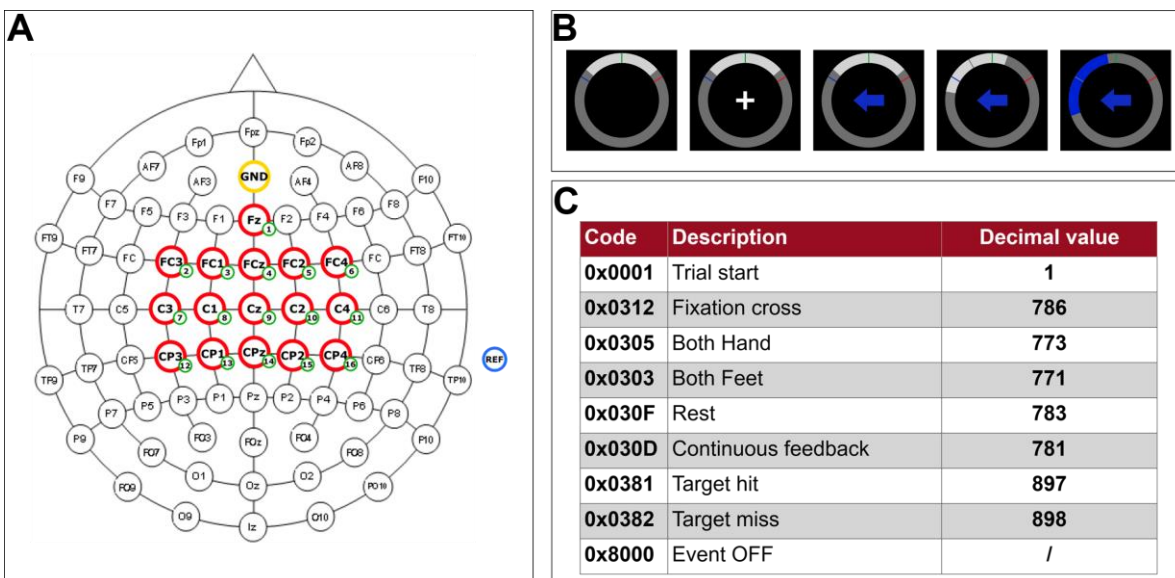 A
Fpz
Fp1
Fp2
AF7
AF8
GND
AF3
AF4
F9
F10
F7
F5
F3
F1
Fz
1
F2
F4
F6
F8
FT9
FT7
FC
FC3
2
FC1
3
FCz
4
FC2
5
FC4
6
FC
FT8
FT10
T7
C5
C3
7
C1
8
Cz
9
C2
10
C4
11
C6
T8
TP9
TP7
CP5
CP3
12
CP1
13
CPz
14
CP2
15
CP4
16
CP6
TP8
TP10
REF
P9
P7
P5
P3
P1
Pz
P2
P4
P6
P8
P10
PO9
PO7
PO3
POz
PO4
PO8
PO10
O1
Oz
O2
O9
Iz
O10
B
C
Code Description Decimal value
0x0001 Trial start 1
0x0312 Fixation cross 786
0x0305 Both Hand 773
0x0303 Both Feet 771
0x030F Rest 783
0x030D Continuous feedback 781
0x0381 Target hit 897
0x0382 Target miss 898
0x8000 Event OFF /